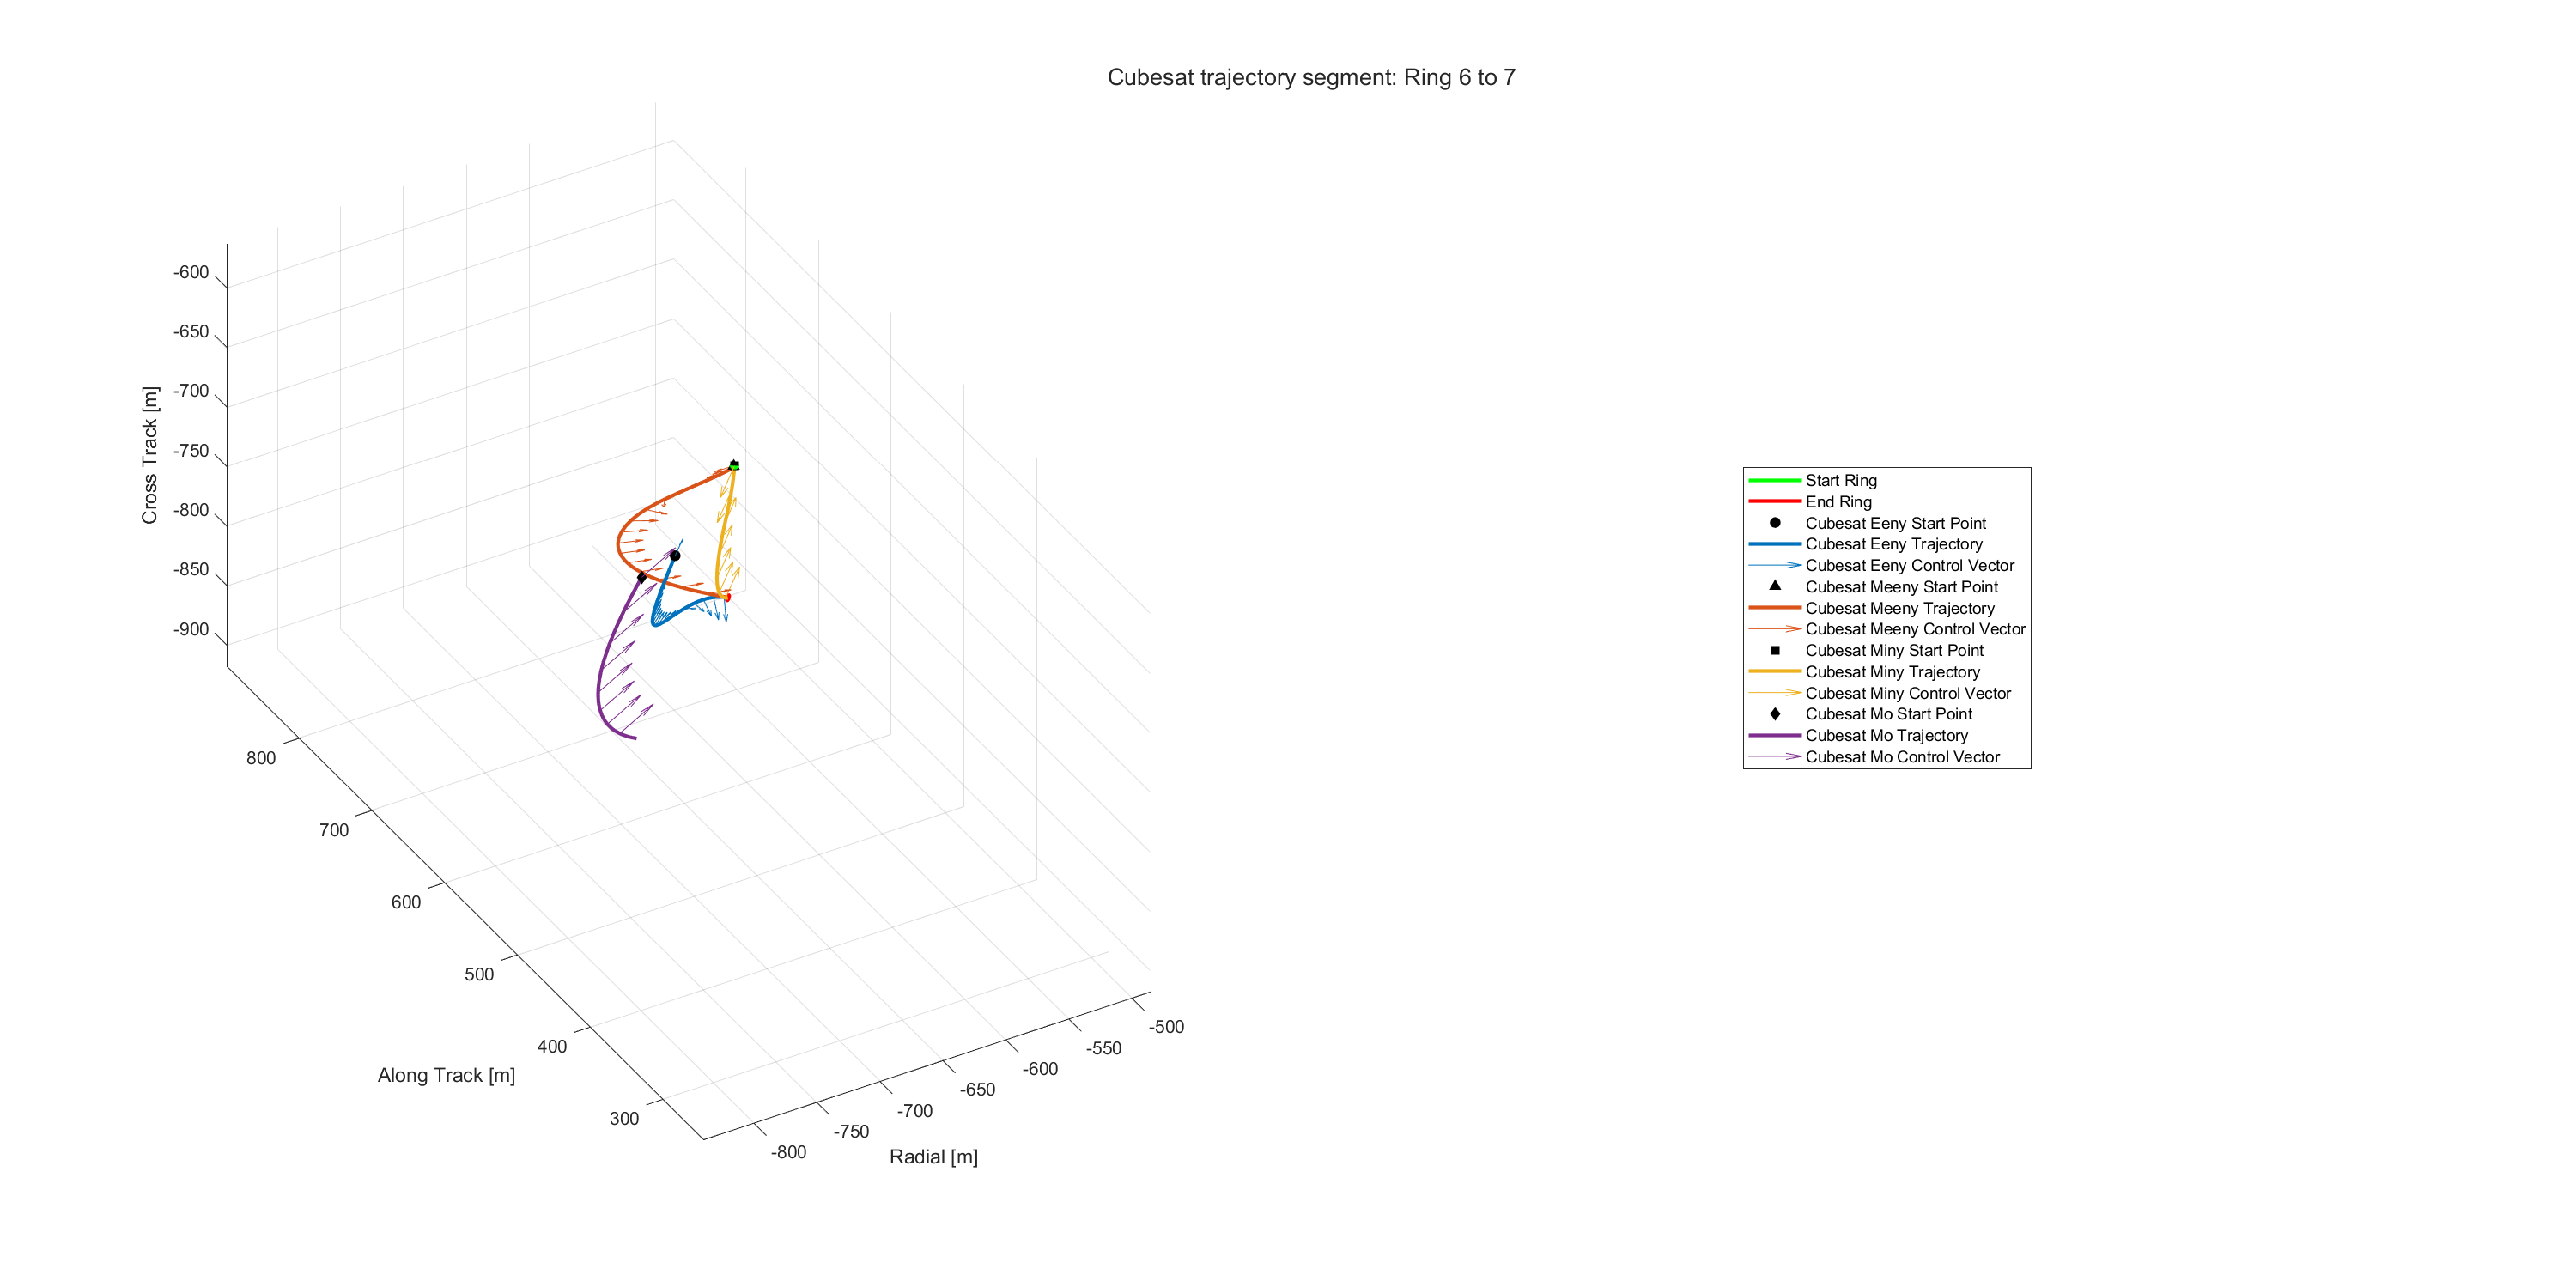 Cubesat trajectory segment: Ring 6 to 7
-600
-650
-700
-750
-800
-850
-900
Cross Track [m]
800
700
600
500
400
300
Along Track [m]
-800
-750
-700
-650
-600
-550
-500
Radial [m]
Start Ring
End Ring
Cubesat Eeny Start Point
Cubesat Eeny Trajectory
Cubesat Eeny Control Vector
Cubesat Meeny Start Point
Cubesat Meeny Trajectory
Cubesat Meeny Control Vector
Cubesat Miny Start Point
Cubesat Miny Trajectory
Cubesat Miny Control Vector
Cubesat Mo Start Point
Cubesat Mo Trajectory
Cubesat Mo Control Vector